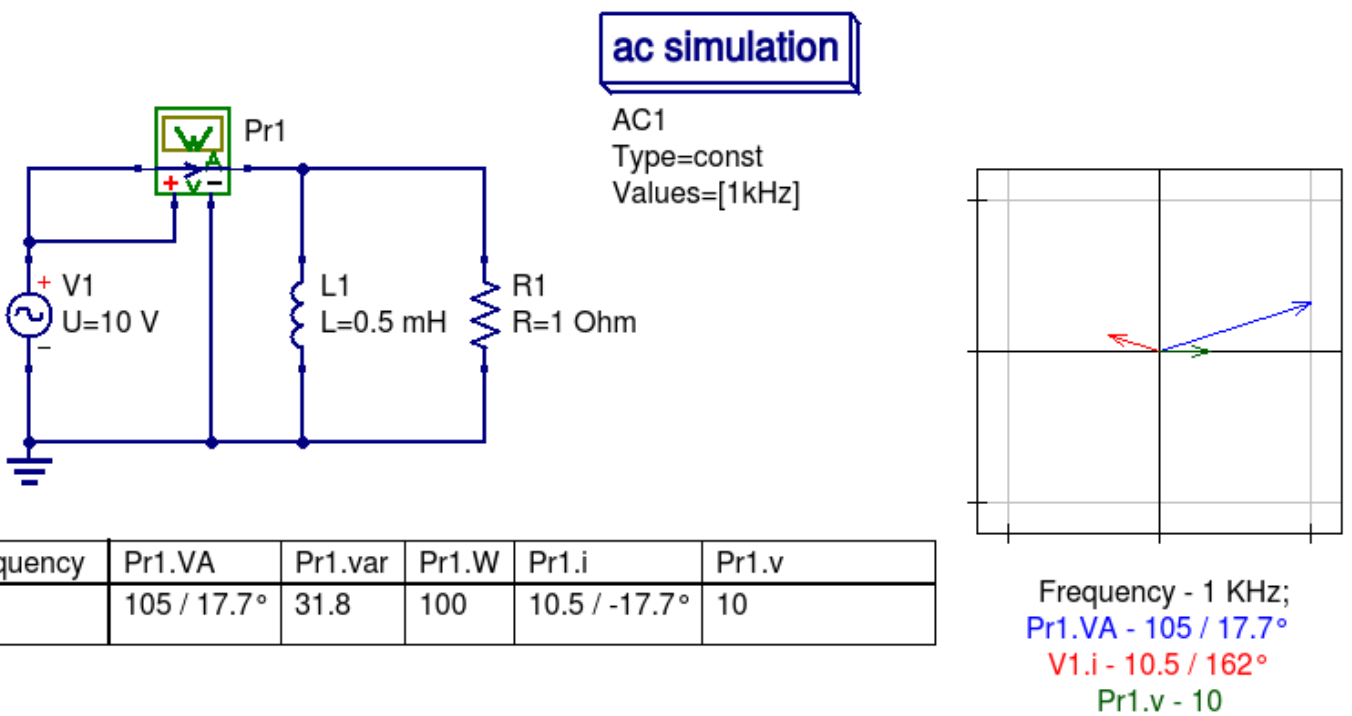 ac simulation
AC1
Type=const
Values=[1kHz]
W
Pr1
A
+ V −
+ V1
U=10 V
−
L1
L=0.5 mH
R1
R=1 Ohm
quency Pr1.VA Pr1.var Pr1.W Pr1.i Pr1.v
105 / 17.7° 31.8 100 10.5 / -17.7° 10
Frequency - 1 KHz;
Pr1.VA - 105 / 17.7°
V1.i - 10.5 / 162°
Pr1.v - 10